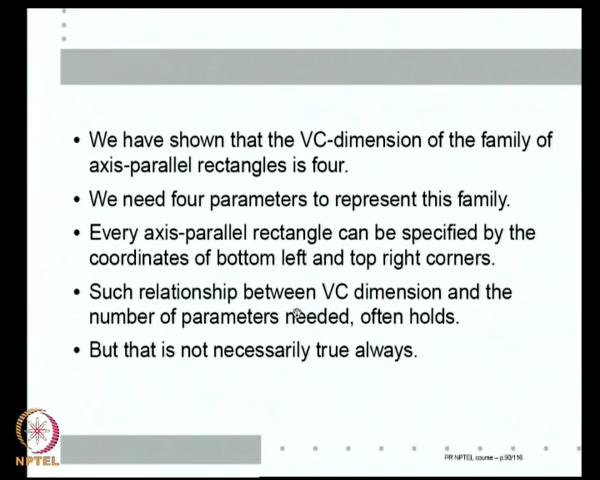 • We have shown that the VC-dimension of the family of
axis-parallel rectangles is four.
• We need four parameters to represent this family.
• Every axis-parallel rectangle can be specified by the
coordinates of bottom left and top right corners.
• Such relationship between VC dimension and the
number of parameters needed, often holds.
• But that is not necessarily true always.
NPTEL
PR NPTEL course – p.90/116